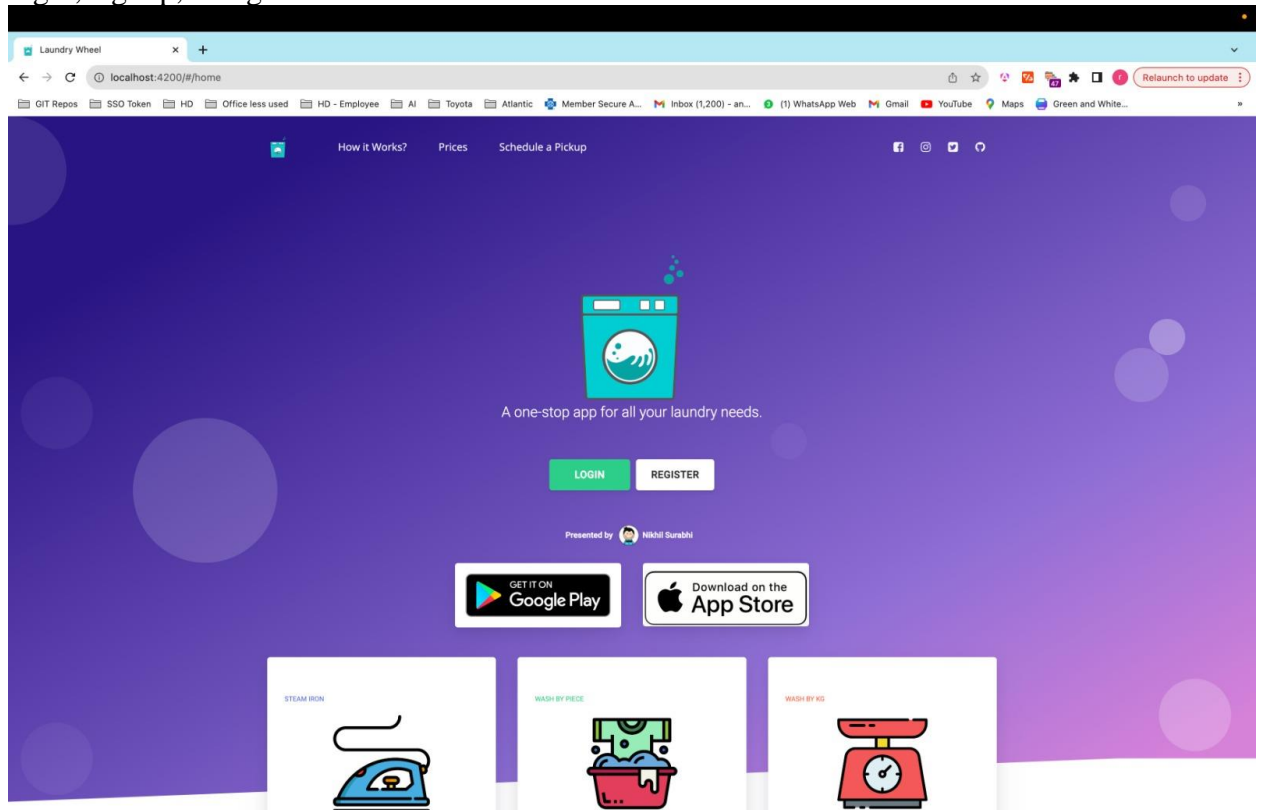 Laundry Wheel
localhost:4200/#/home
47
Relaunch to update
GIT Repos SSO Token HD Office less used HD - Employee AI Toyota Atlantic Member Secure A... Inbox (1,200) - an... (1) WhatsApp Web Gmail YouTube Maps Green and White... »
How it Works? Prices Schedule a Pickup
A one-stop app for all your laundry needs.
LOGIN REGISTER
Presented by Nikhil Surabhi
GET IT ON
Google Play
Download on the
App Store
STEAM IRON WASH BY PIECE WASH BY KG